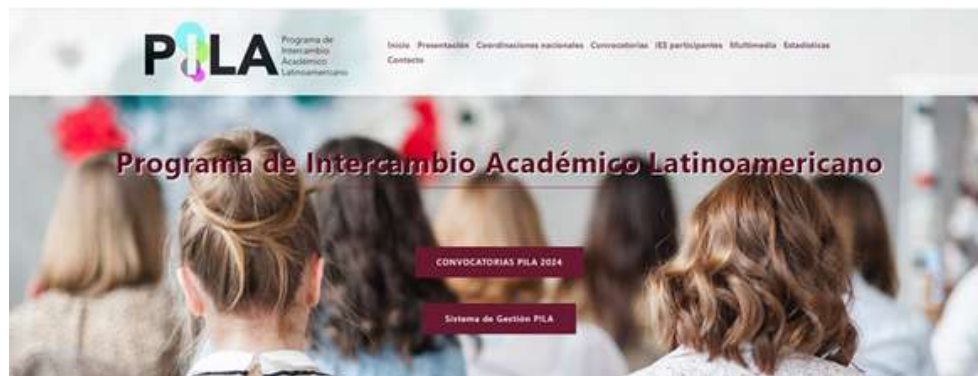 PILA
Programa de
Intercambio
Académico
Latinoamericano
Inicio Presentación Coordinaciones nacionales Convocatorias IES participantes Multimedia Estadísticas
Contacto
Programa de Intercambio Académico Latinoamericano
CONVOCATORIAS PILA 2024
Sistema de Gestión PILA